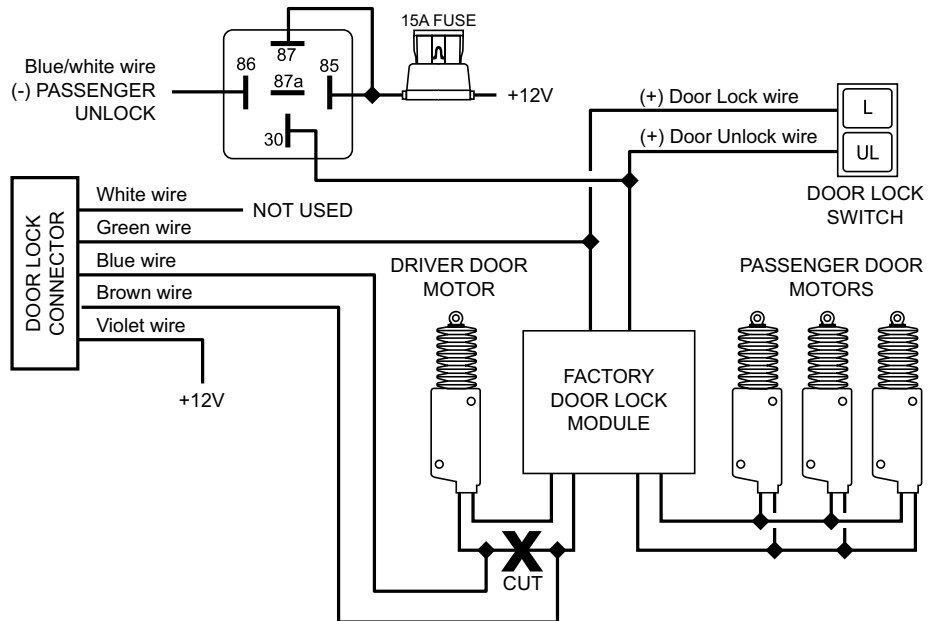 15A FUSE
87
86
87a
85
30
Blue/white wire
(-) PASSENGER
UNLOCK
+12V
(+) Door Lock wire
(+) Door Unlock wire
L
UL
DOOR LOCK
SWITCH
DOOR LOCK
CONNECTOR
White wire
NOT USED
Green wire
Blue wire
Brown wire
Violet wire
+12V
DRIVER DOOR
MOTOR
FACTORY
DOOR LOCK
MODULE
PASSENGER DOOR
MOTORS
X
CUT